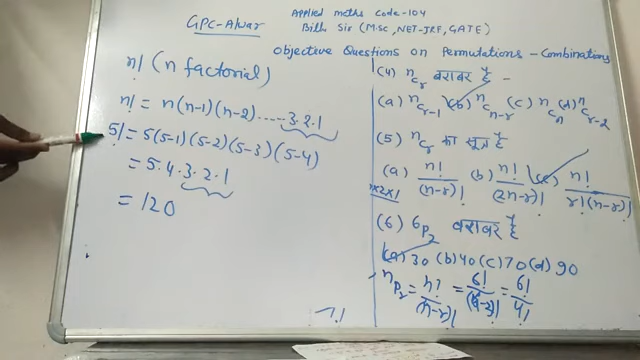 GPC-Alwar
Applied maths Code-104
Billu Sir (M.SC, NET-JRF, GATE)
Objective Questions on Permutations - Combinations
n! (n factorial)
n! = n(n-1)(n-2) ...... 3.2.1
5! = 5(5-1)(5-2)(5-3)(5-4)
= 5.4.3.2.1
= 120
(4) ⁿCᵣ बराबर है
(a) ⁿCᵣ₋₁ (b) ⁿCₙ₋ᵣ (c) ⁿCₙ (d) ⁿCᵣ₋₂
(5) ⁿCᵣ का सूत्र है
(a) n!/(n-r)! (b) n!/(2n-r)! (c) n!/r!(n-r)!
(6) ⁶P₂ बराबर है
(a) 30 (b) 40 (c) 70 (d) 90
ⁿPᵣ = n!/(n-r)! = 6!/(6-2)! = 6!/4!